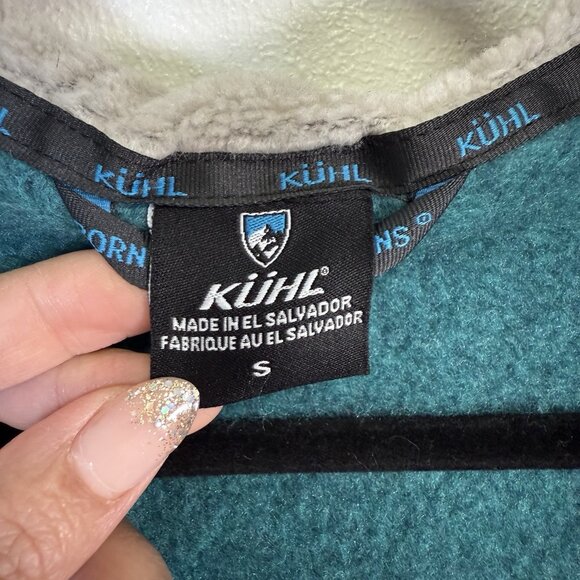 KÜHL
KÜHL
KÜHL
KÜHL®
MADE IN EL SALVADOR
FABRIQUE AU EL SALVADOR
S